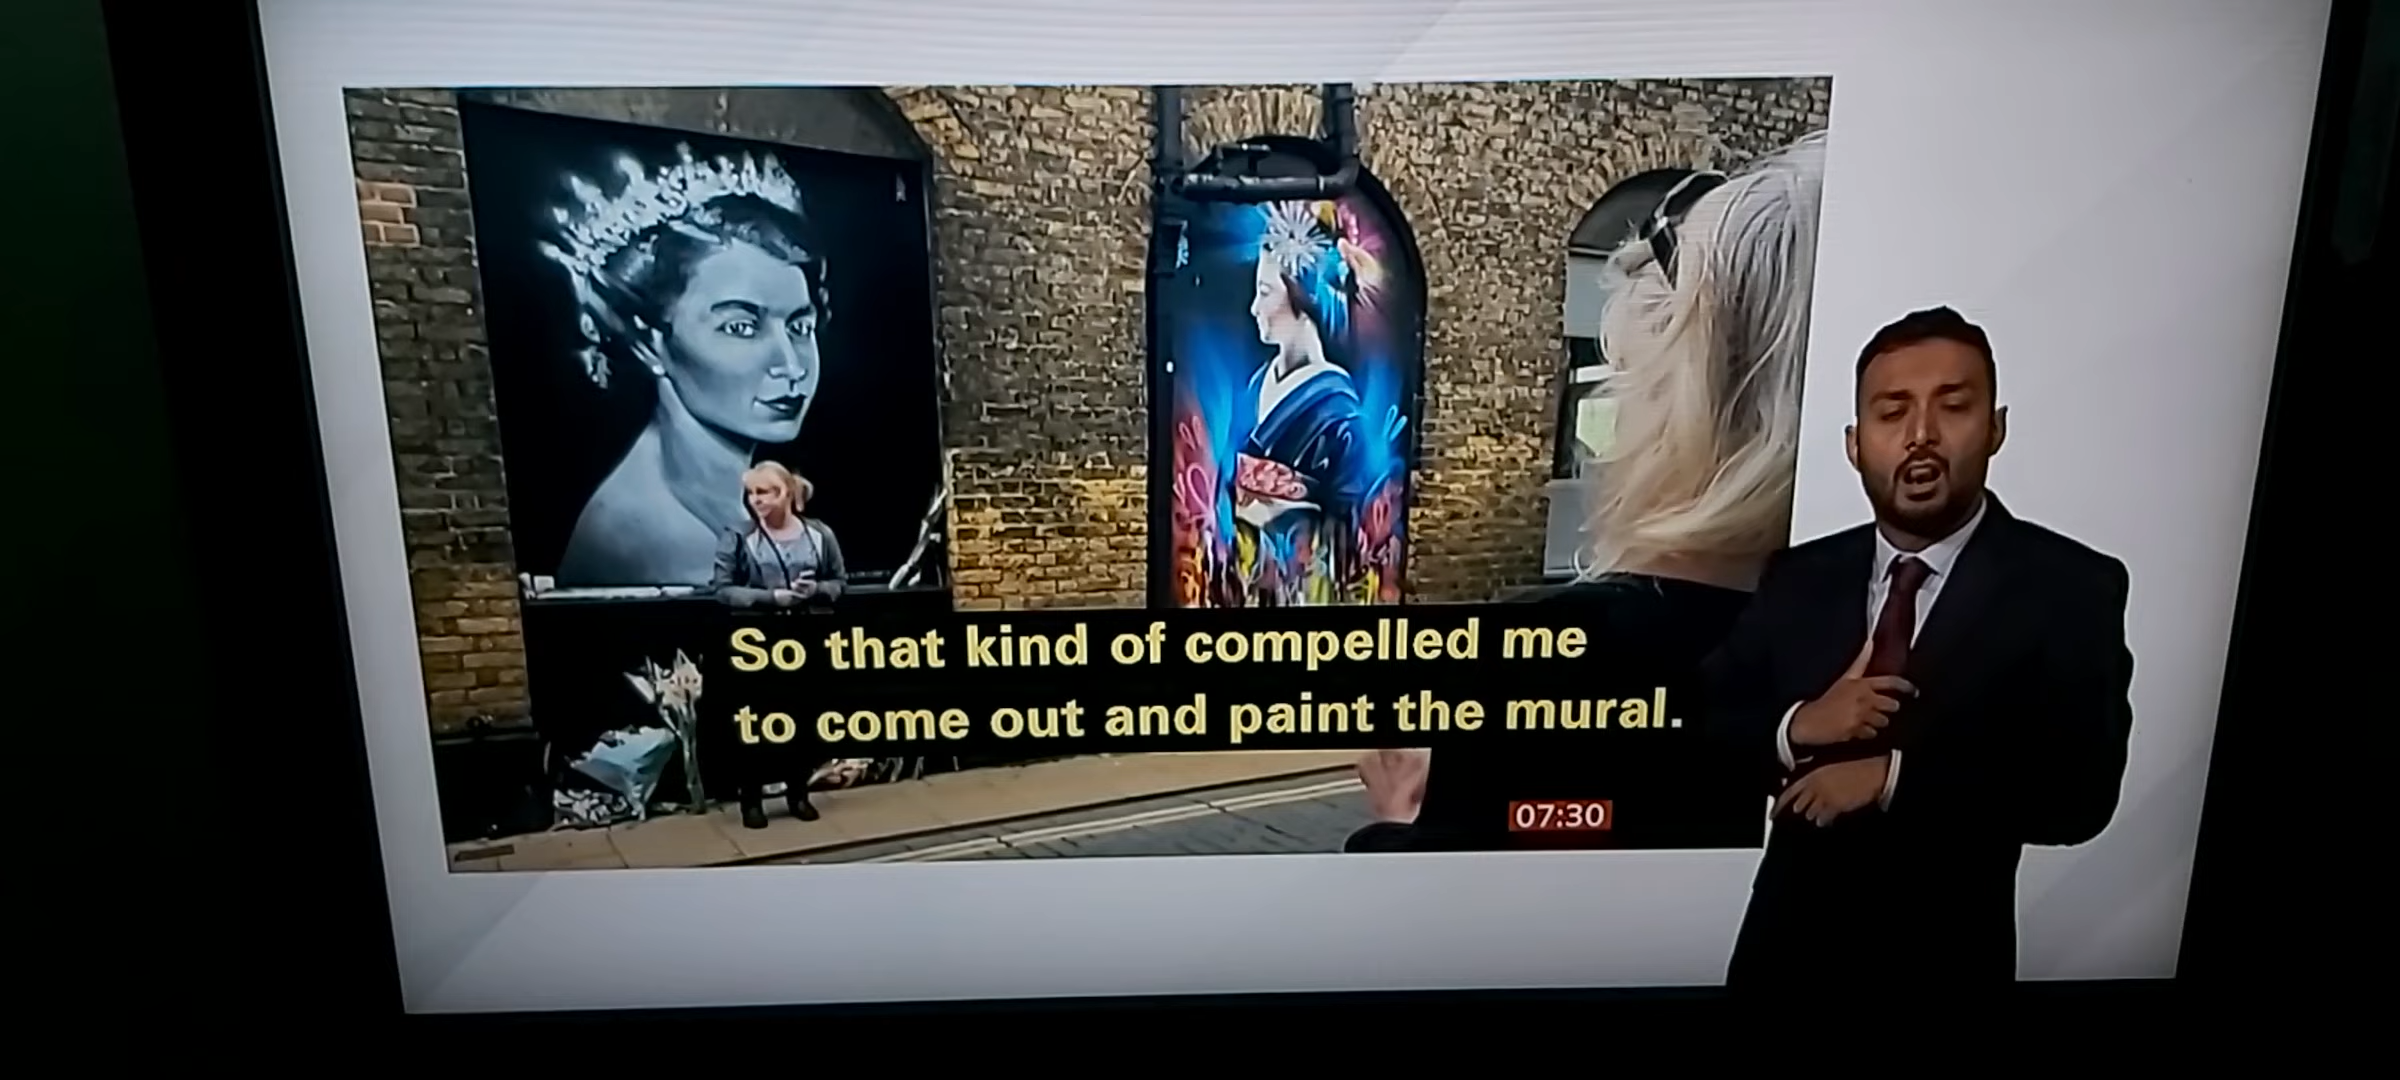 So that kind of compelled me
to come out and paint the mural.
07:30